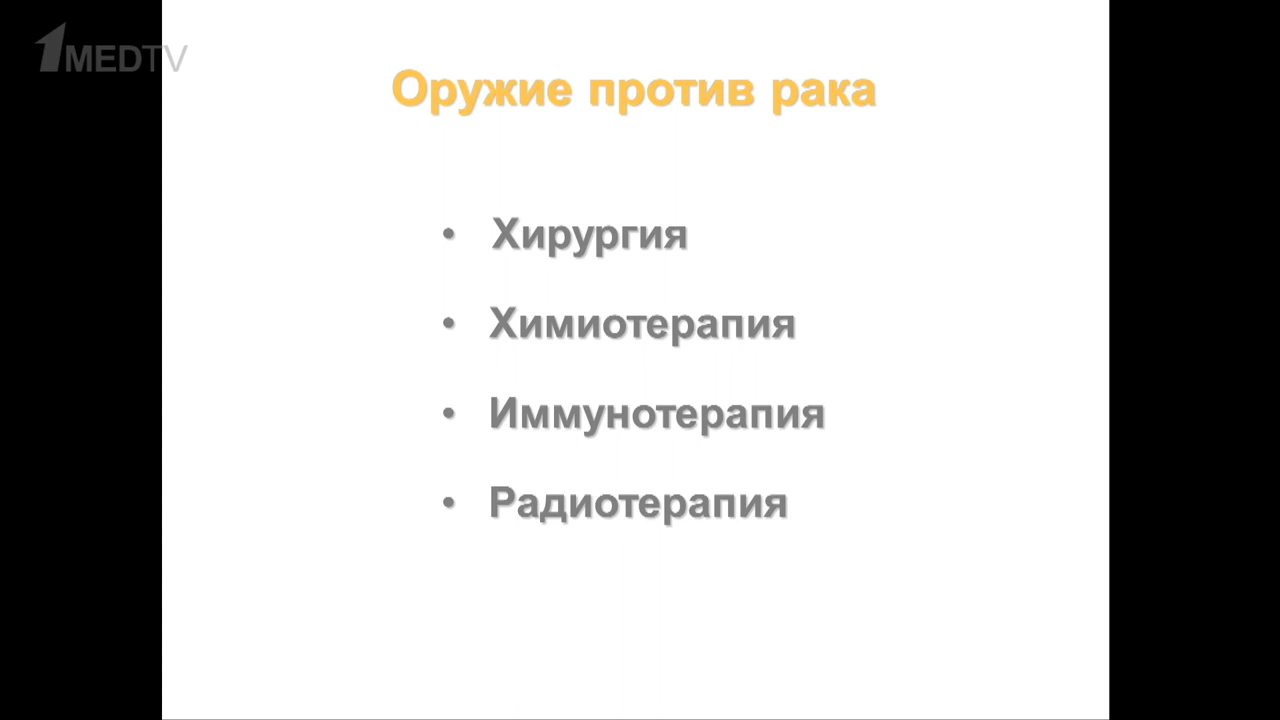 1MEDTV
Оружие против рака
• Хирургия
• Химиотерапия
• Иммунотерапия
• Радиотерапия